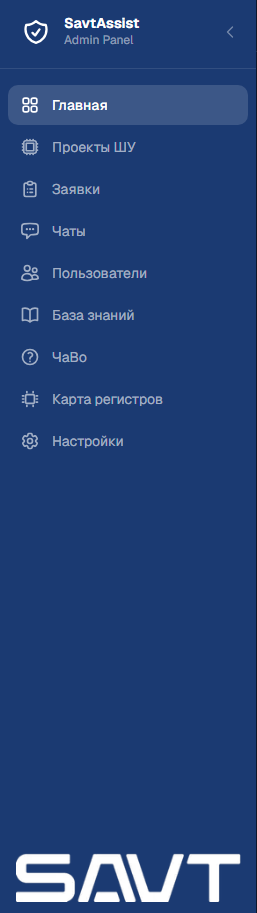 SavtAssist
Admin Panel
Главная
Проекты ШУ
Заявки
Чаты
Пользователи
База знаний
ЧаВо
Карта регистров
Настройки
SAVT